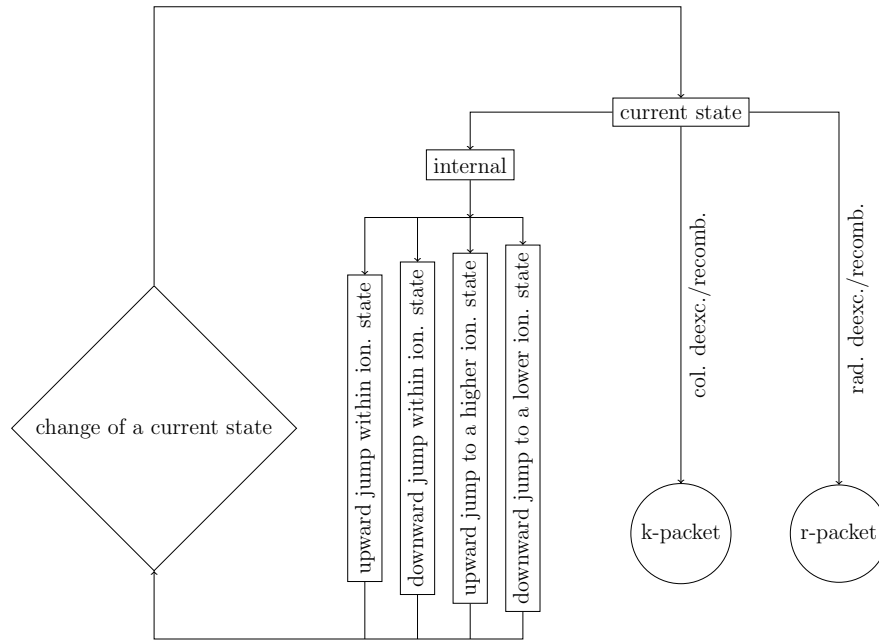 current state
internal
upward jump within ion. state
downward jump within ion. state
upward jump to a higher ion. state
downward jump to a lower ion. state
col. deexc./recomb.
rad. deexc./recomb.
change of a current state
k-packet
r-packet